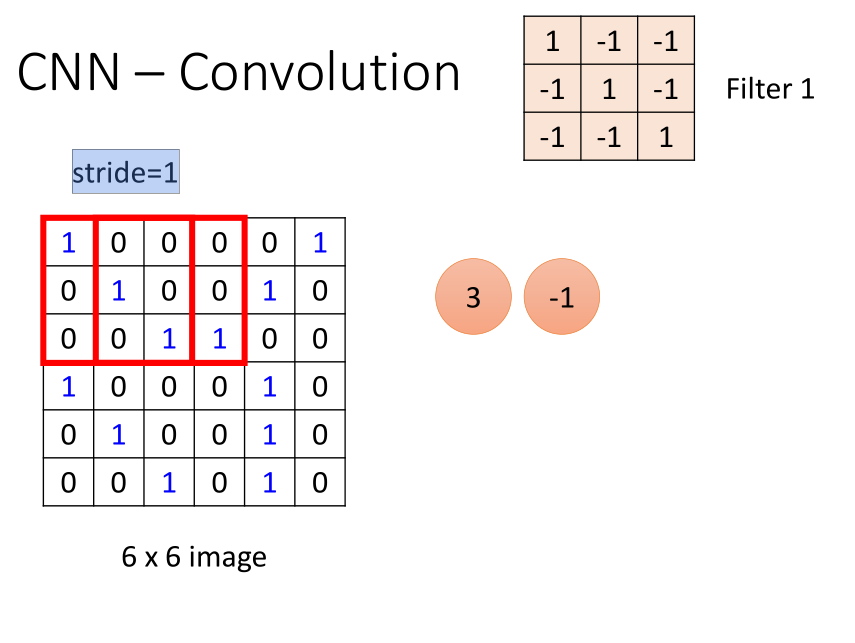 CNN – Convolution
1 -1 -1
-1 1 -1
-1 -1 1
Filter 1
stride=1
1 0 0 0 0 1
0 1 0 0 1 0
0 0 1 1 0 0
1 0 0 0 1 0
0 1 0 0 1 0
0 0 1 0 1 0
3 -1
6 x 6 image